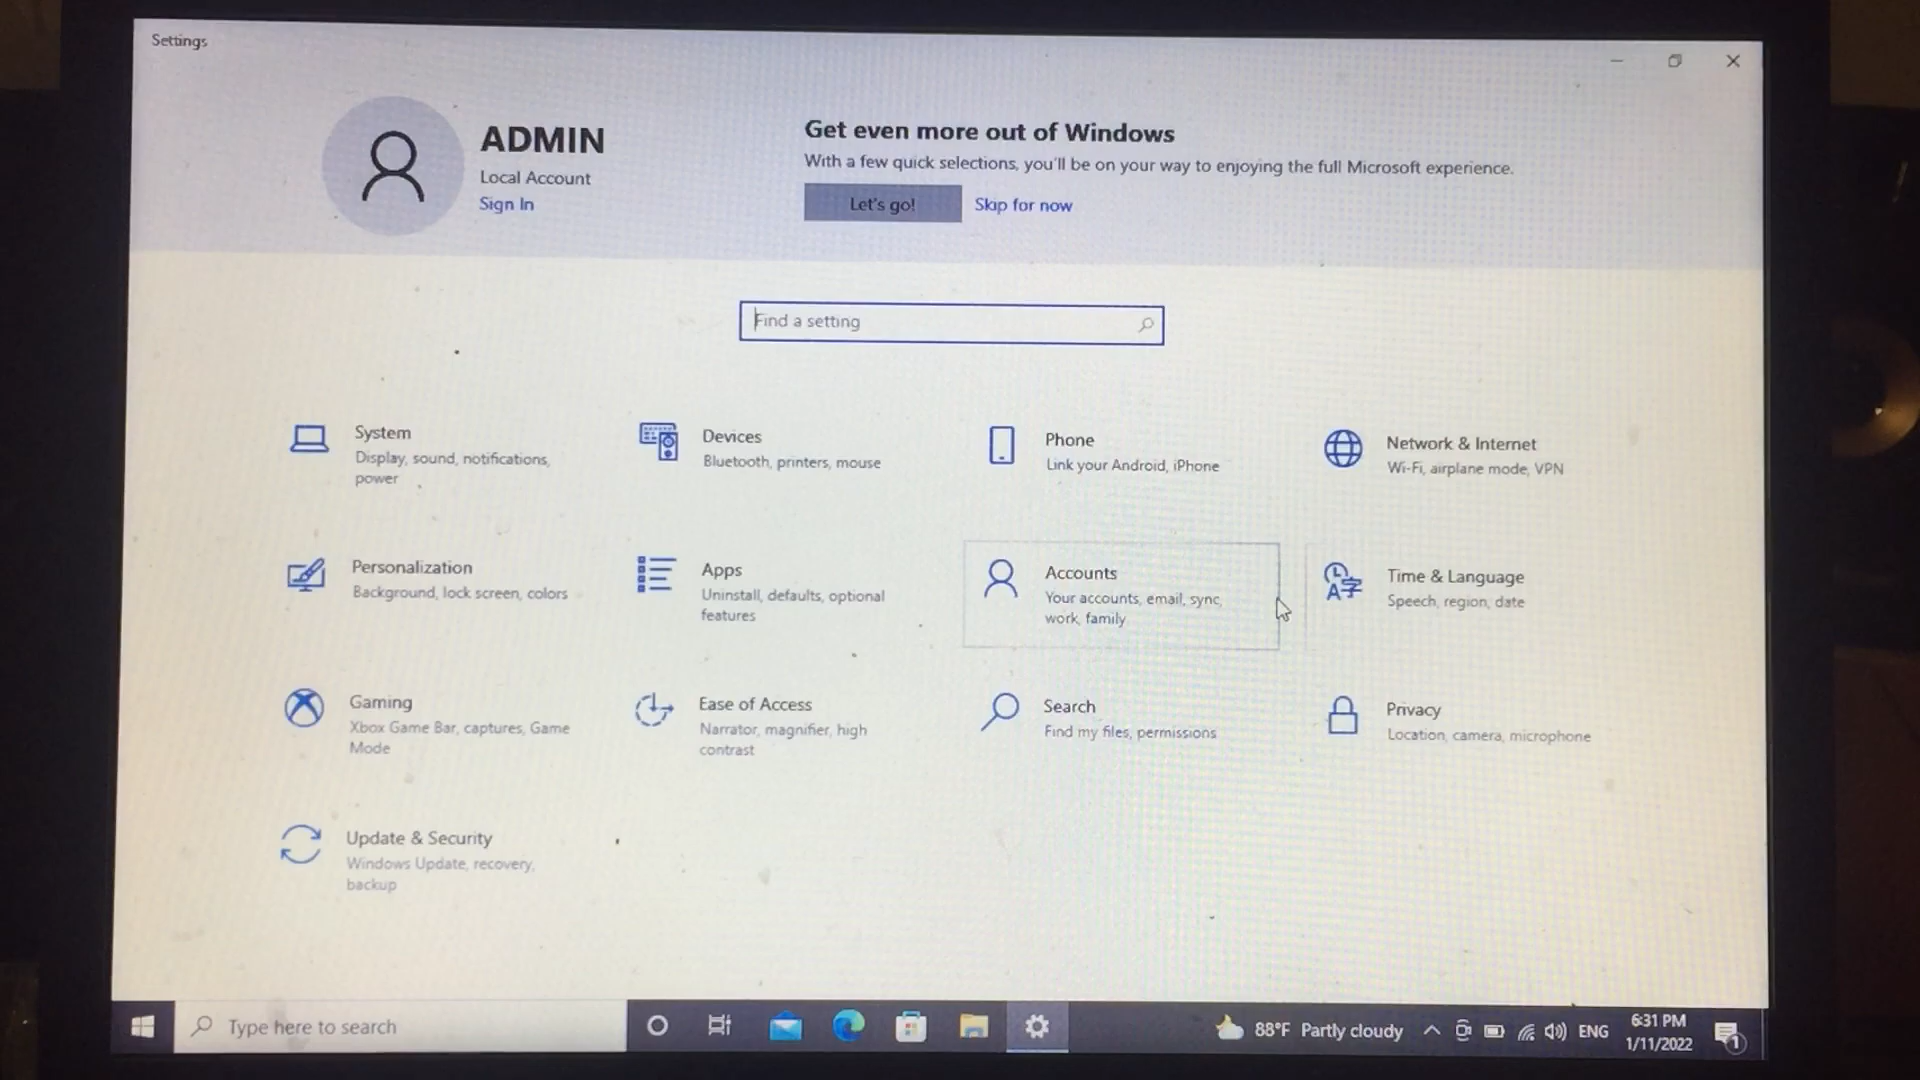 Settings
ADMIN
Local Account
Sign In
Get even more out of Windows
With a few quick selections, you'll be on your way to enjoying the full Microsoft experience.
Let's go!
Skip for now
Find a setting
System
Display, sound, notifications,
power
Devices
Bluetooth, printers, mouse
Phone
Link your Android, iPhone
Network & Internet
Wi-Fi, airplane mode, VPN
Personalization
Background, lock screen, colors
Apps
Uninstall, defaults, optional
features
Accounts
Your accounts, email, sync,
work, family
Time & Language
Speech, region, date
Gaming
Xbox Game Bar, captures, Game
Mode
Ease of Access
Narrator, magnifier, high
contrast
Search
Find my files, permissions
Privacy
Location, camera, microphone
Update & Security
Windows Update, recovery,
backup
Type here to search
88°F Partly cloudy
ENG
6:31 PM
1/11/2022
1